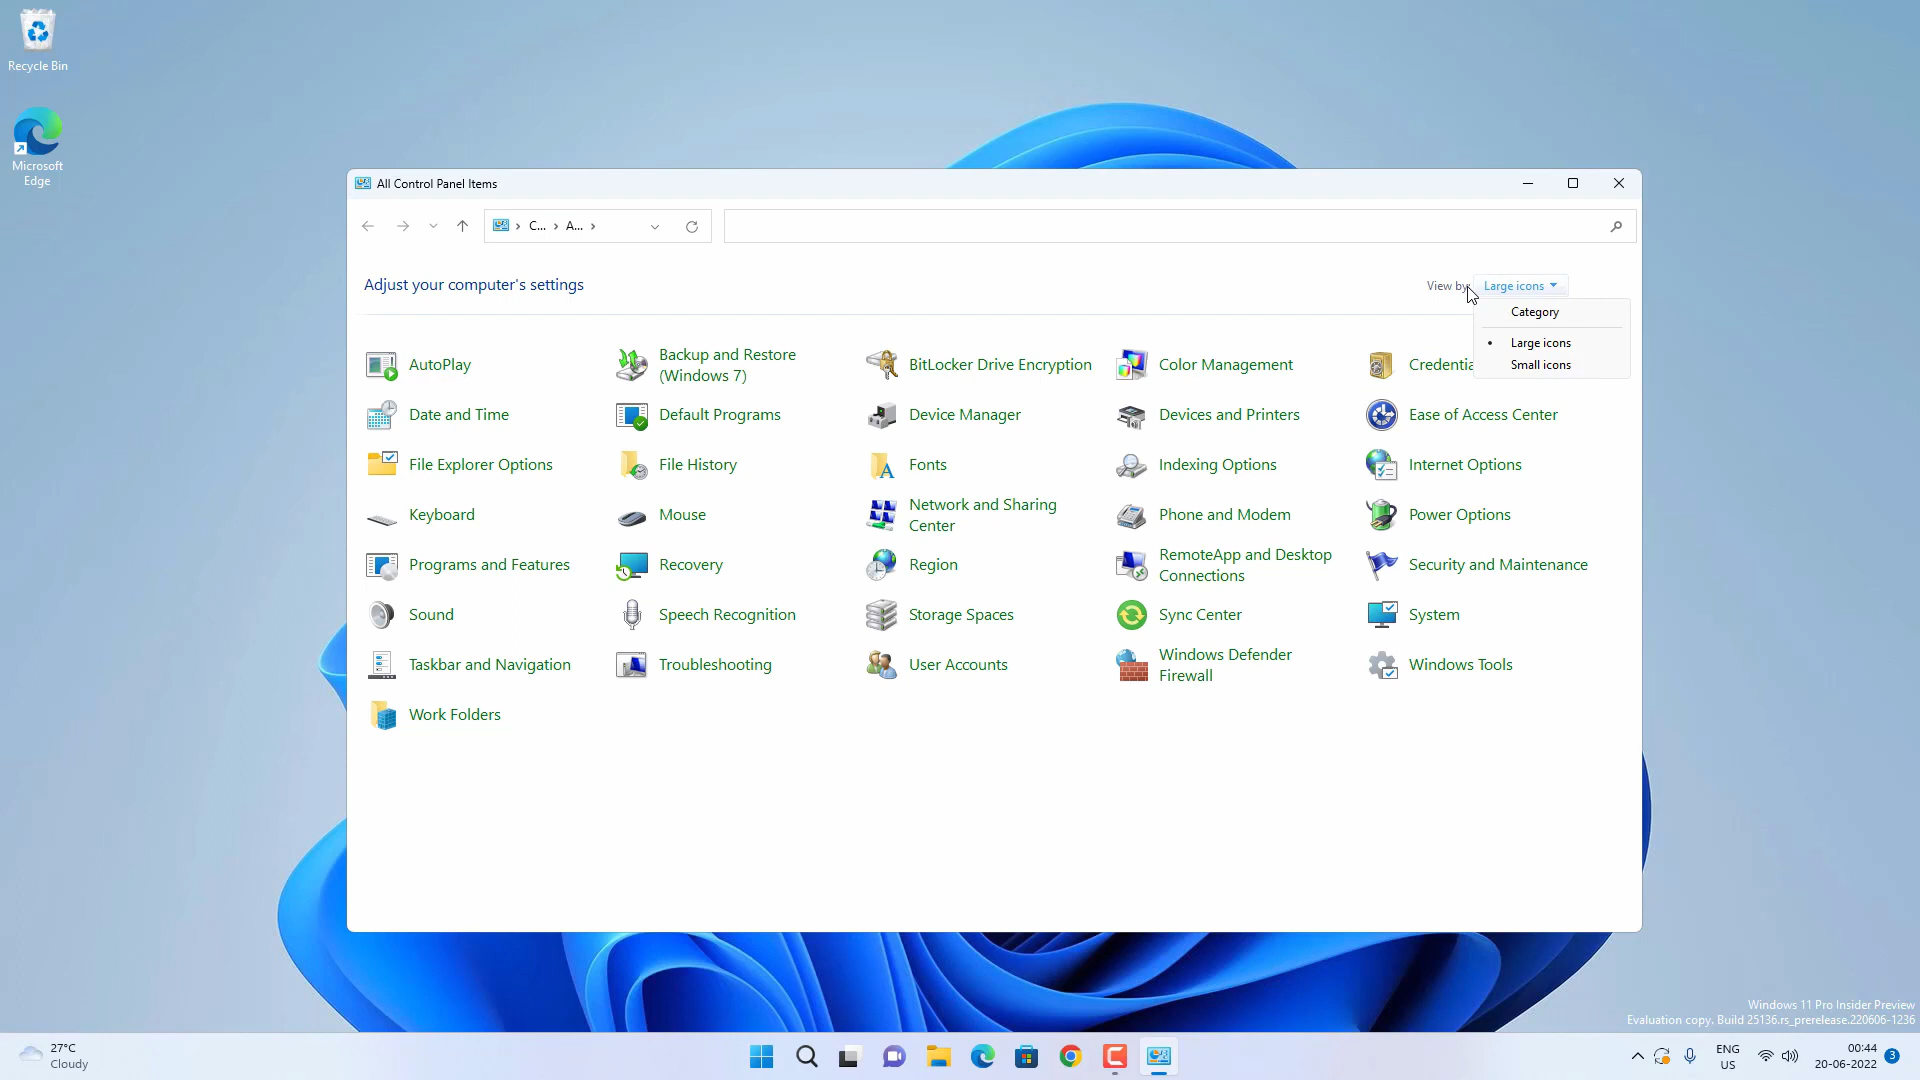 Recycle Bin
Microsoft
Edge
All Control Panel Items
C...
A...
Adjust your computer's settings
View by:
Large icons
Category
Large icons
Small icons
AutoPlay
Backup and Restore
(Windows 7)
BitLocker Drive Encryption
Color Management
Date and Time
Default Programs
Device Manager
Devices and Printers
Ease of Access Center
File Explorer Options
File History
Fonts
Indexing Options
Internet Options
Keyboard
Mouse
Network and Sharing
Center
Phone and Modem
Power Options
Programs and Features
Recovery
Region
RemoteApp and Desktop
Connections
Security and Maintenance
Sound
Speech Recognition
Storage Spaces
Sync Center
System
Taskbar and Navigation
Troubleshooting
User Accounts
Windows Defender
Firewall
Windows Tools
Work Folders
Windows 11 Pro Insider Preview
Evaluation copy. Build 25136.rs_prerelease.220606-1236
27°C
Cloudy
ENG
US
00:44
20-06-2022
3